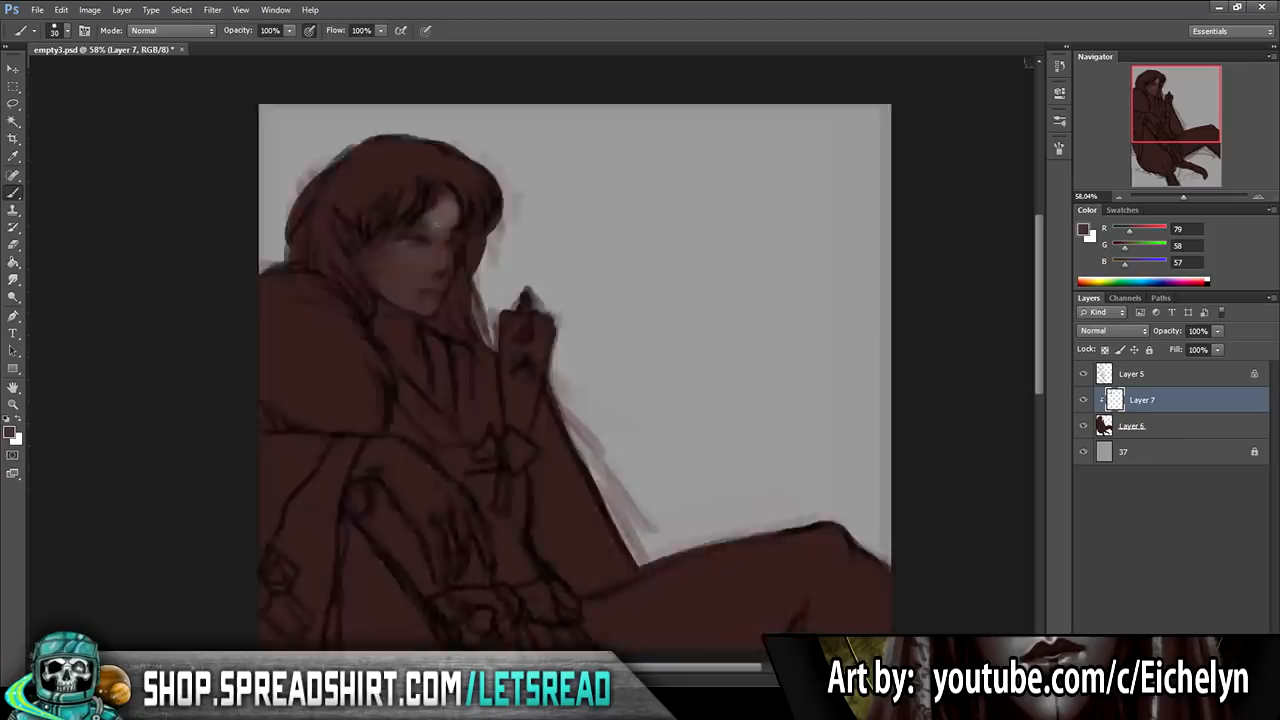 Ps File Edit Image Layer Type Select Filter View Window Help
30 Mode: Normal Opacity: 100% Flow: 100% Essentials
empty3.psd @ 58% (Layer 7, RGB/8) * ×
Navigator
58.04%
Color Swatches
R 79
G 58
B 57
Layers Channels Paths
Kind
Normal Opacity: 100%
Lock: Fill: 100%
Layer 5
Layer 7
Layer 6
37
SHOP.SPREADSHIRT.COM/LETSREAD
Art by: youtube.com/c/Eichelyn